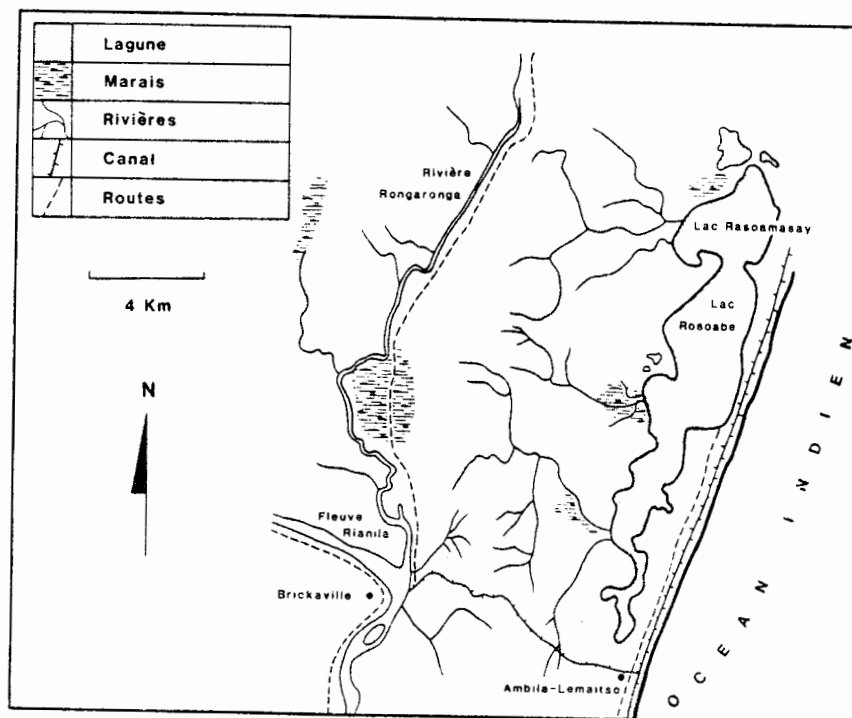 Lagune
Marais
Rivières
Canal
Routes
4 Km
N
Rivière
Rongaronga
Lac Rasoamasay
Lac
Rosoabe
Fleuve
Rianila
Brickaville
Ambila-Lemaitso
OCEAN INDIEN